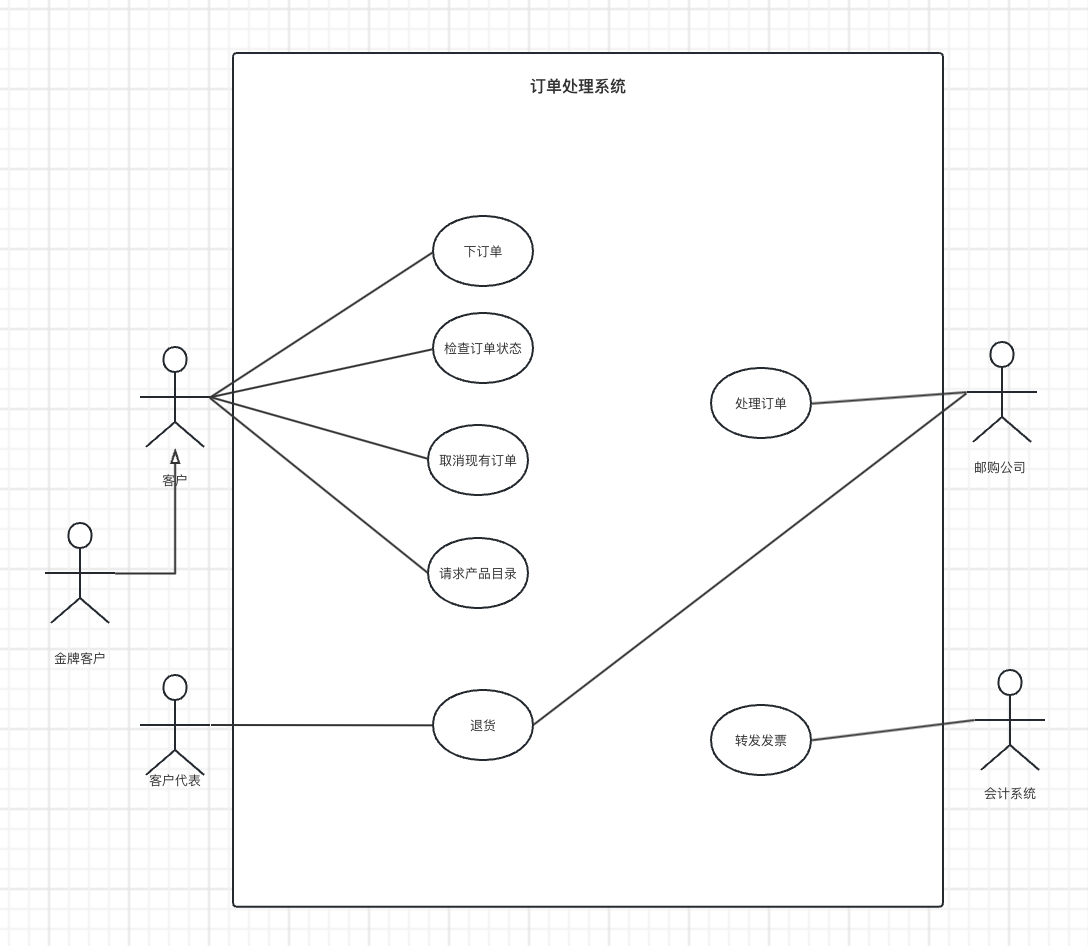 订单处理系统
下订单
检查订单状态
处理订单
取消现有订单
邮购公司
客户
请求产品目录
金牌客户
退货
转发发票
客户代表
会计系统